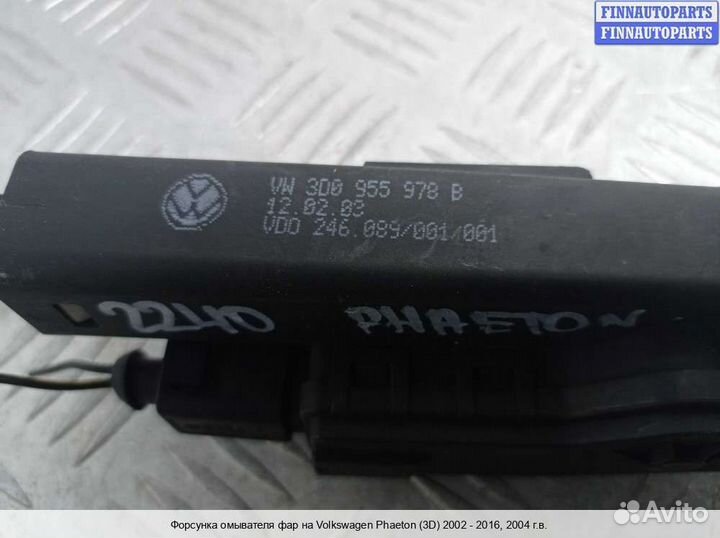 FINNAUTOPARTS
FINNAUTOPARTS
VW 3D0 955 978 B
12.02.03
VDO 246.089/001/001
2240 PHAETON
Форсунка омывателя фар на Volkswagen Phaeton (3D) 2002 - 2016, 2004 г.в.
Avito